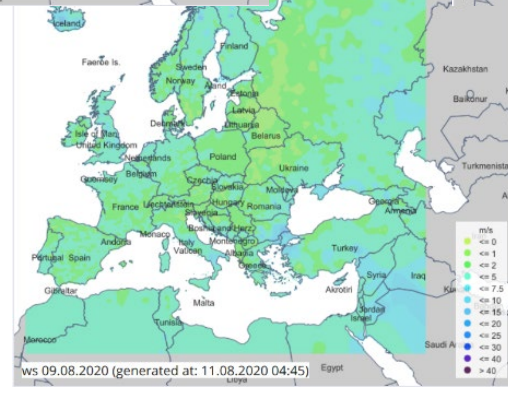 Iceland
Finland
Faeroe Is.
Sweden
Norway
Åland
Estonia
Kazakhstan
Baikonur
Latvia
Denmark
Lithuania
Isle of Man
Belarus
United Kingdom
Netherlands
Poland
Turkmenista
Guernsey
Belgium
Ukraine
Czechia
Slovakia
Moldova
France
Liechtenstein
Hungary
Romania
Slovenia
Georgia
Armenia
Monaco
Bosnia and Herz.
Andorra
Italy
Montenegro
Vatican
Albania
Portugal
Spain
Greece
Turkey
Gibraltar
Malta
Akrotiri
Syria
Iraq
Tunisia
Jordan
Israel
Morocco
Saudi A
Egypt
Libya
m/s
<= 0
<= 1
<= 2
<= 5
<= 7.5
<= 10
<= 15
<= 20
<= 25
<= 30
<= 40
> 40
ws 09.08.2020 (generated at: 11.08.2020 04:45)